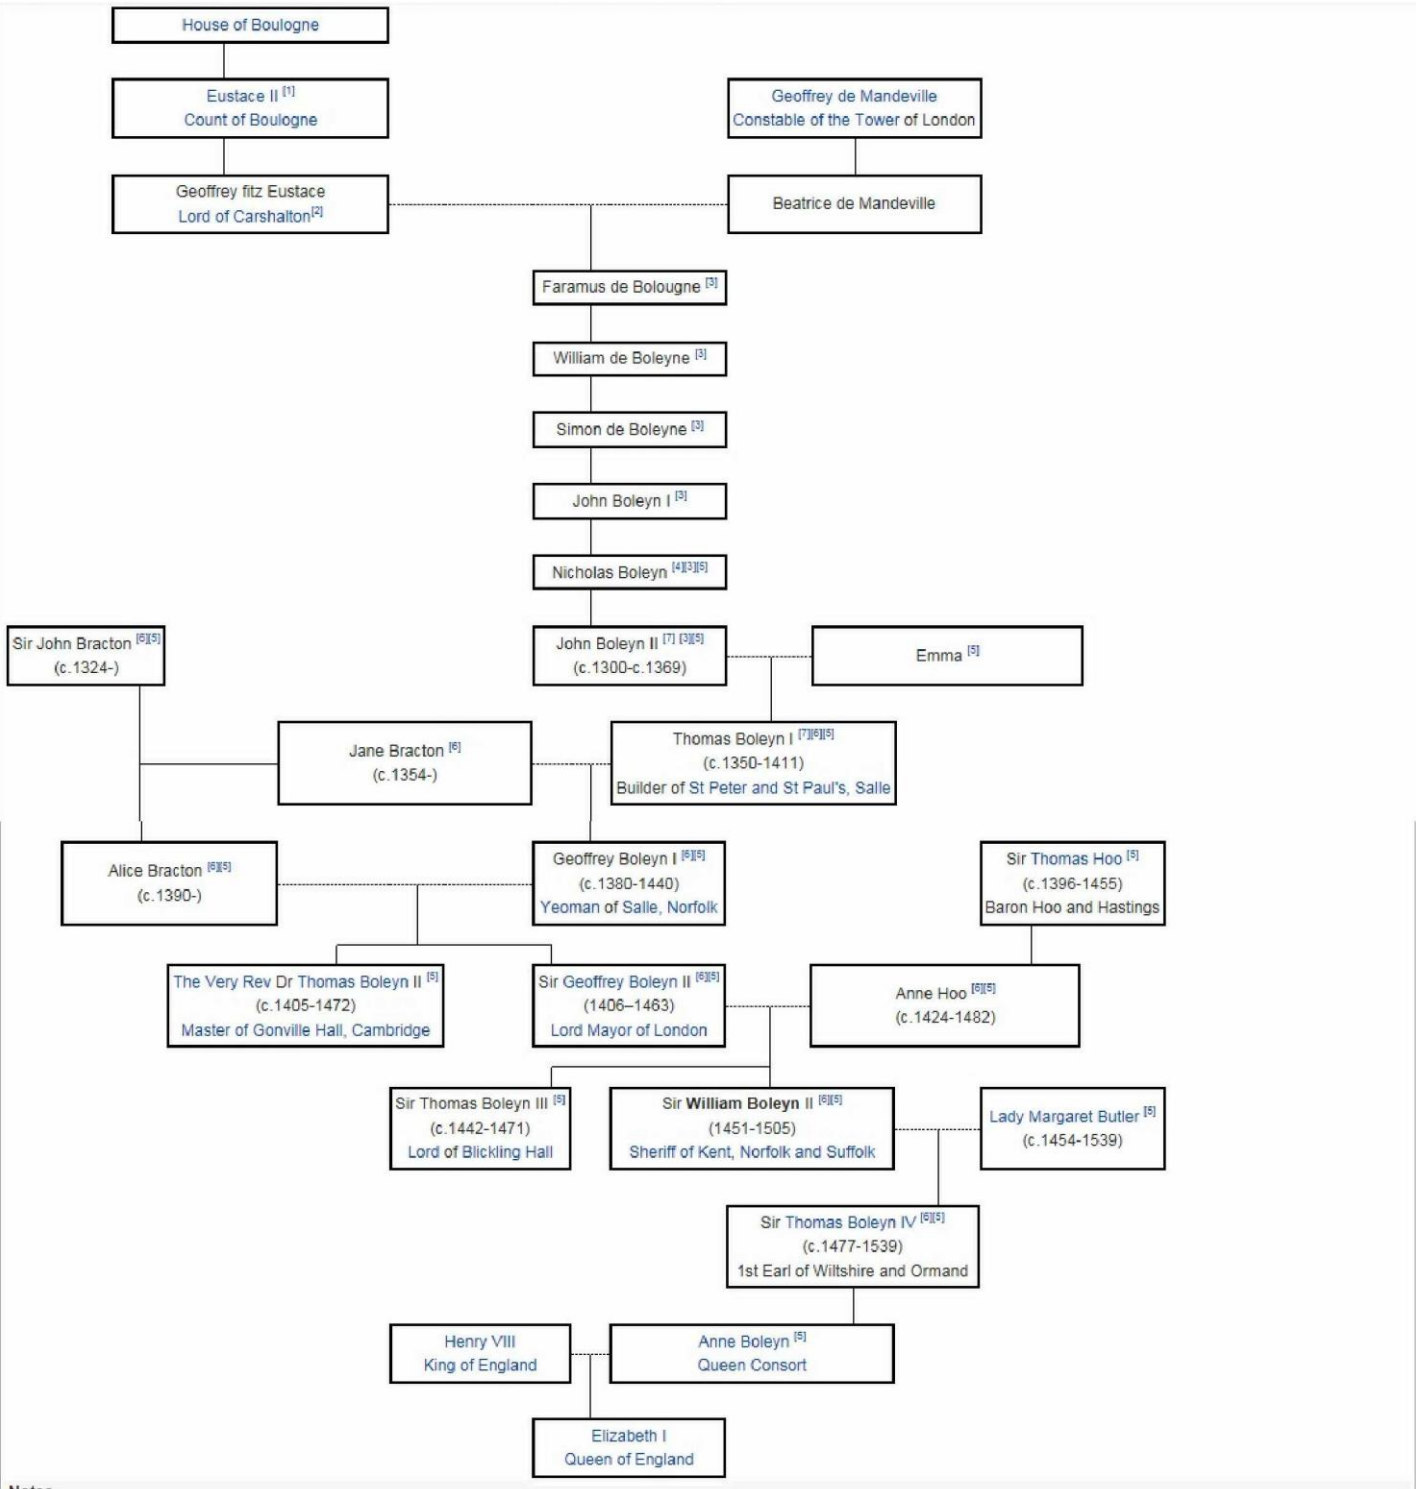 House of Boulogne
Eustace II [1]
Count of Boulogne
Geoffrey de Mandeville
Constable of the Tower of London
Geoffrey fitz Eustace
Lord of Carshalton[2]
Beatrice de Mandeville
Faramus de Bolougne [3]
William de Boleyne [3]
Simon de Boleyne [3]
John Boleyn I [3]
Nicholas Boleyn [4][3][5]
Sir John Bracton [6][5]
(c.1324-)
John Boleyn II [7] [3][5]
(c.1300-c.1369)
Emma [5]
Jane Bracton [6]
(c.1354-)
Thomas Boleyn I [7][6][5]
(c.1350-1411)
Builder of St Peter and St Paul's, Salle
Alice Bracton [6][5]
(c.1390-)
Geoffrey Boleyn I [6][5]
(c.1380-1440)
Yeoman of Salle, Norfolk
Sir Thomas Hoo [5]
(c.1396-1455)
Baron Hoo and Hastings
The Very Rev Dr Thomas Boleyn II [5]
(c.1405-1472)
Master of Gonville Hall, Cambridge
Sir Geoffrey Boleyn II [6][5]
(1406–1463)
Lord Mayor of London
Anne Hoo [6][5]
(c.1424-1482)
Sir Thomas Boleyn III [5]
(c.1442-1471)
Lord of Blickling Hall
Sir William Boleyn II [6][5]
(1451-1505)
Sheriff of Kent, Norfolk and Suffolk
Lady Margaret Butler [5]
(c.1454-1539)
Sir Thomas Boleyn IV [6][5]
(c.1477-1539)
1st Earl of Wiltshire and Ormand
Henry VIII
King of England
Anne Boleyn [5]
Queen Consort
Elizabeth I
Queen of England